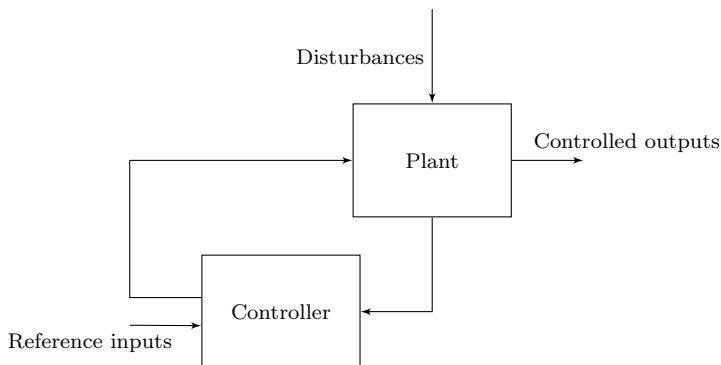 Disturbances
Controlled outputs
Plant
Controller
Reference inputs